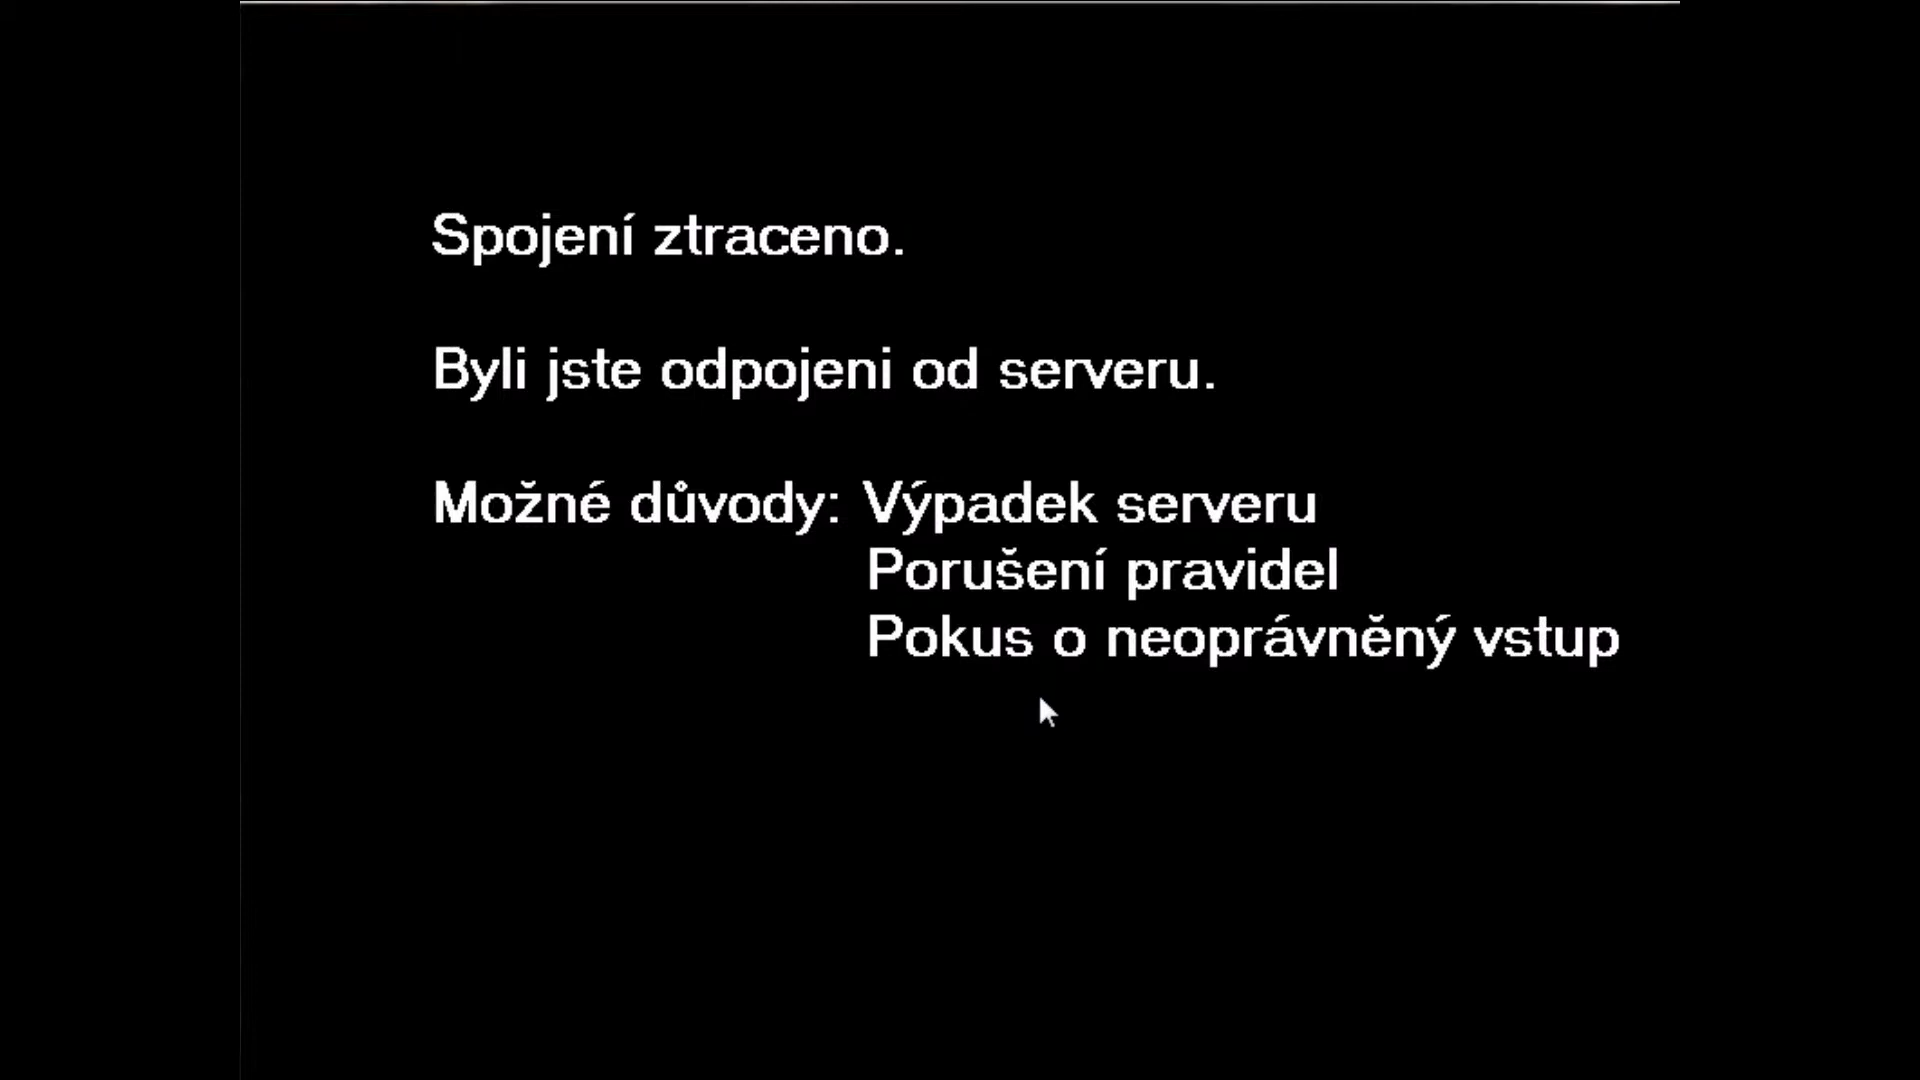 Spojení ztraceno.
Byli jste odpojeni od serveru.
Možné důvody: Výpadek serveru
Porušení pravidel
Pokus o neoprávněný vstup